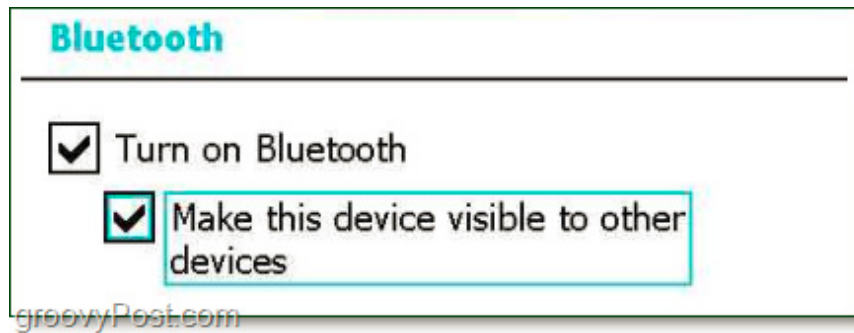 Bluetooth
Turn on Bluetooth
Make this device visible to other
devices
groovyPost.com